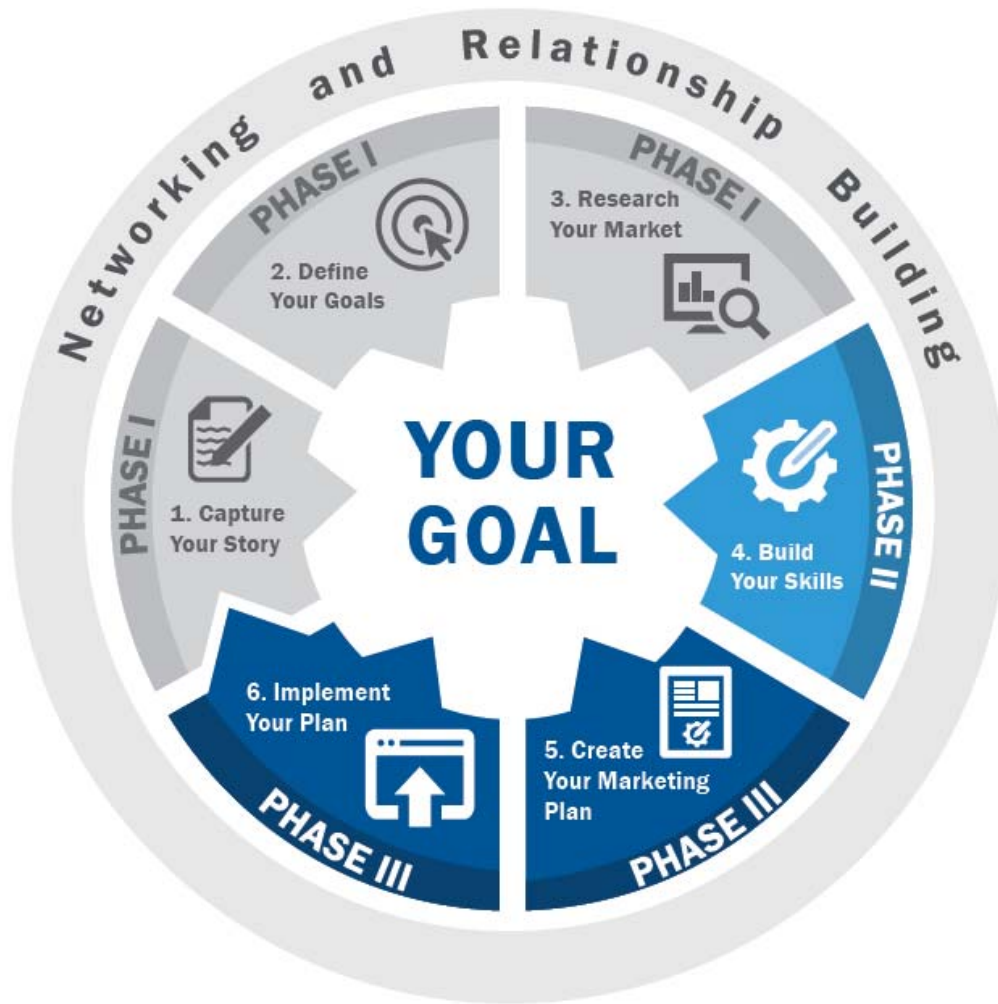 Networking and Relationship Building
PHASE I
1. Capture
Your Story
PHASE I
2. Define
Your Goals
PHASE I
3. Research
Your Market
PHASE II
4. Build
Your Skills
PHASE III
5. Create
Your Marketing
Plan
PHASE III
6. Implement
Your Plan
YOUR
GOAL